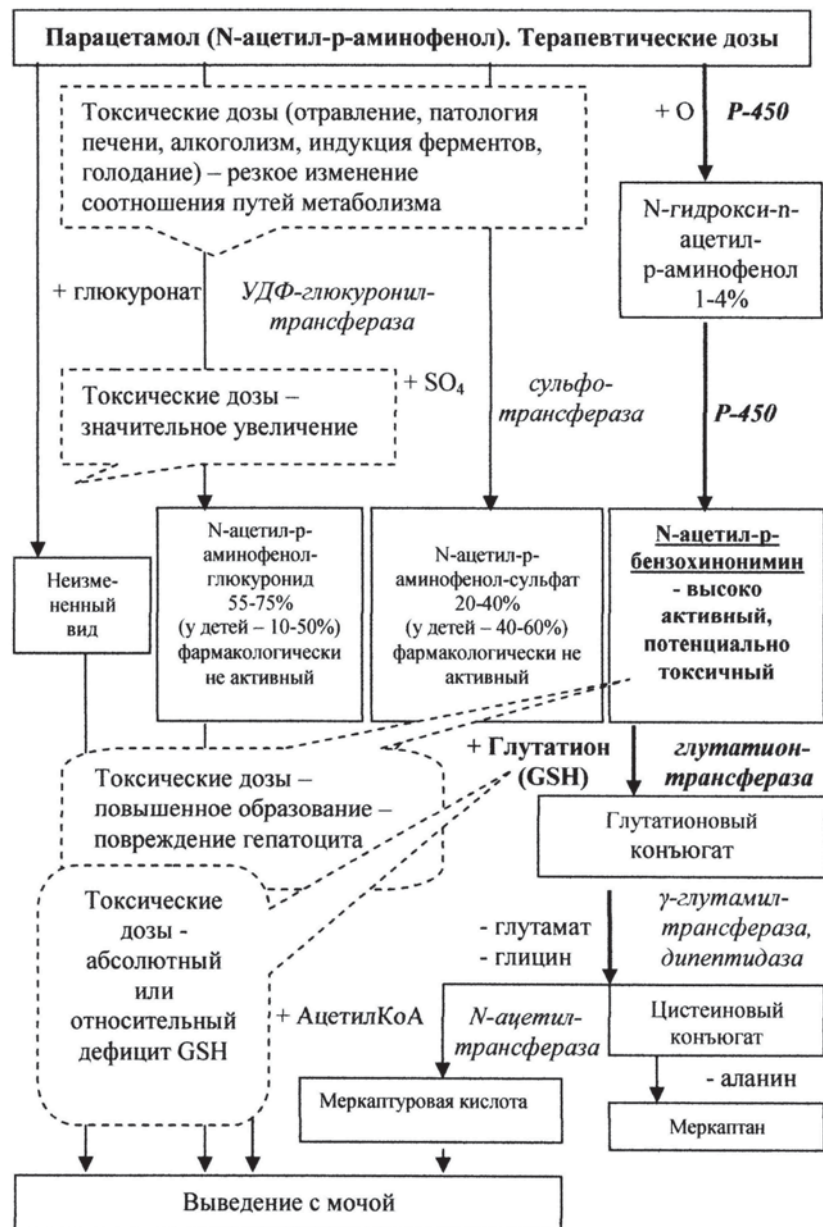 Парацетамол (N-ацетил-р-аминофенол). Терапевтические дозы
Токсические дозы (отравление, патология
печени, алкоголизм, индукция ферментов,
голодание) – резкое изменение
соотношения путей метаболизма
+ O
P-450
N-гидрокси-n-
ацетил-
р-аминофенол
1-4%
+ глюкуронат
УДФ-глюкуронил-
трансфераза
+ SO₄
сульфо-
трансфераза
P-450
Токсические дозы –
значительное увеличение
Неизме-
ненный
вид
N-ацетил-р-
аминофенол-
глюкуронид
55-75%
(у детей – 10-50%)
фармакологически
не активный
N-ацетил-р-
аминофенол-сульфат
20-40%
(у детей – 40-60%)
фармакологически не
активный
N-ацетил-р-
бензохинонимин
- высоко
активный,
потенциально
токсичный
Токсические дозы –
повышенное образование –
повреждение гепатоцита
+ Глутатион
(GSH)
глутатион-
трансфераза
Глутатионовый
конъюгат
Токсические
дозы -
абсолютный
или
относительный
дефицит GSH
- глутамат
- глицин
γ-глутамил-
трансфераза,
дипептидаза
+ АцетилКоА
N-ацетил-
трансфераза
Цистеиновый
конъюгат
- аланин
Меркаптуровая кислота
Меркаптан
Выведение с мочой